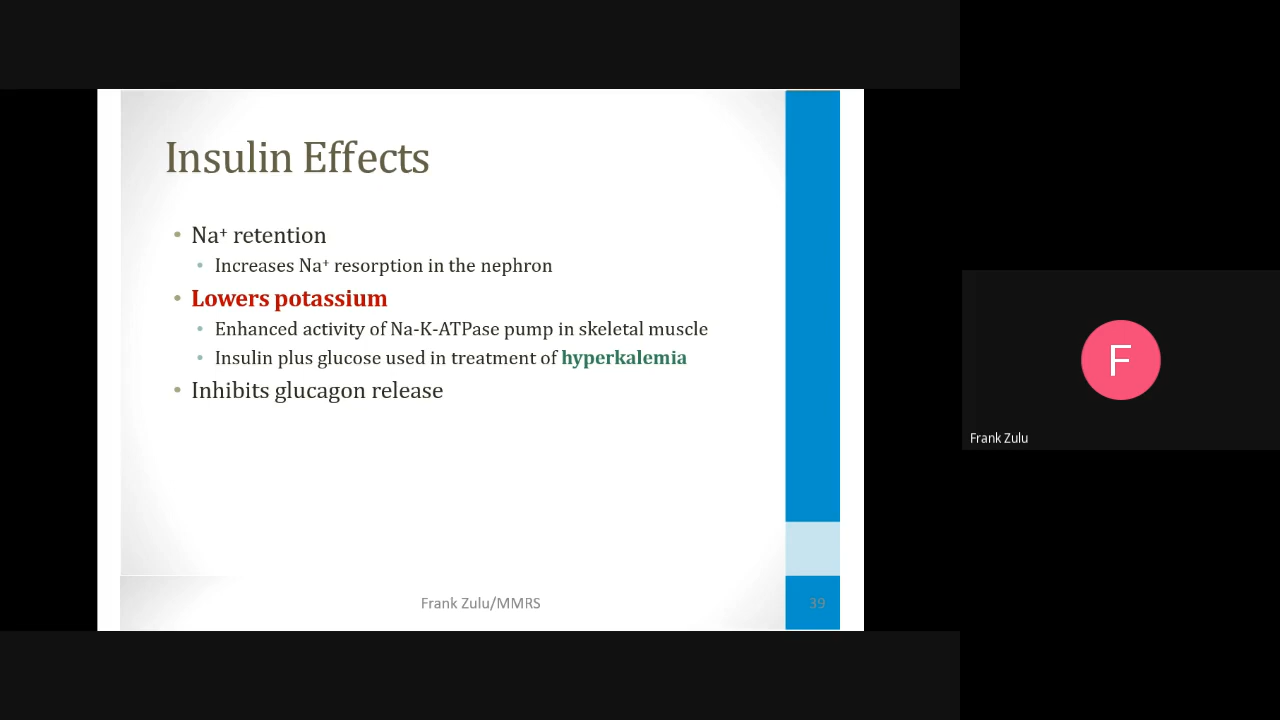 Insulin Effects
• Na⁺ retention
• Increases Na⁺ resorption in the nephron
• Lowers potassium
• Enhanced activity of Na-K-ATPase pump in skeletal muscle
• Insulin plus glucose used in treatment of hyperkalemia
• Inhibits glucagon release
Frank Zulu/MMRS
39
F
Frank Zulu